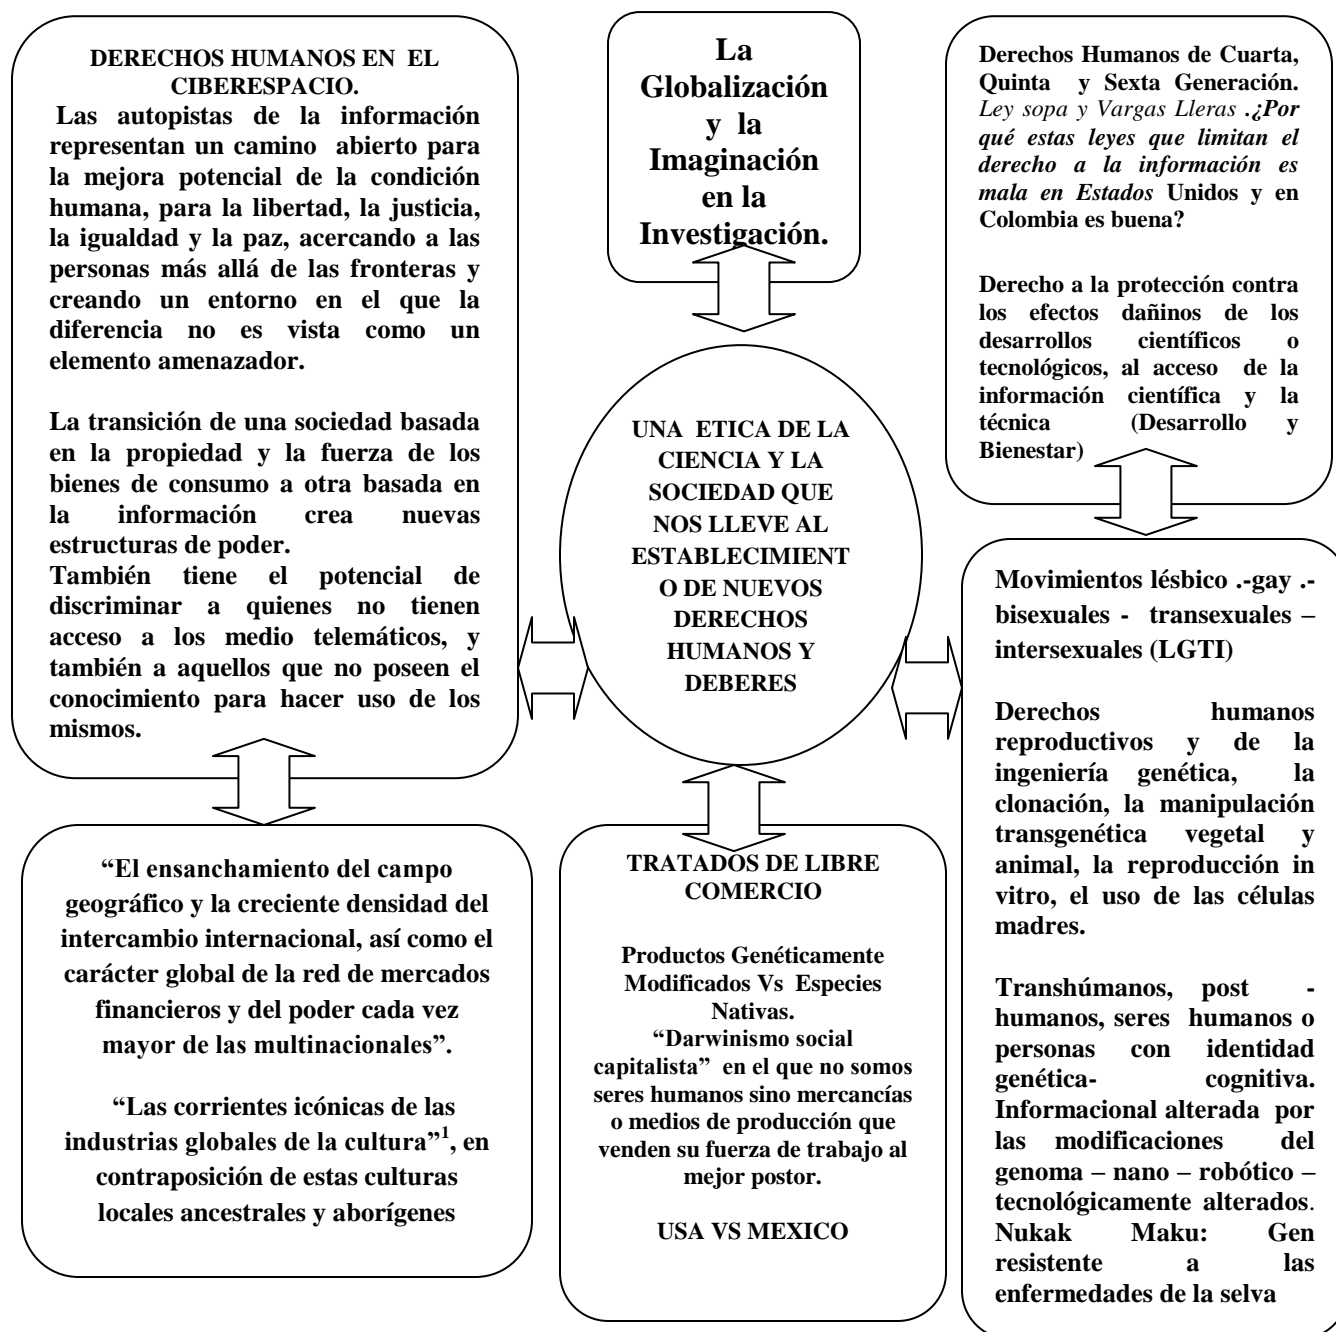 DERECHOS HUMANOS EN EL
CIBERESPACIO.
Las autopistas de la información
representan un camino abierto para
la mejora potencial de la condición
humana, para la libertad, la justicia,
la igualdad y la paz, acercando a las
personas más allá de las fronteras y
creando un entorno en el que la
diferencia no es vista como un
elemento amenazador.
La transición de una sociedad basada
en la propiedad y la fuerza de los
bienes de consumo a otra basada en
la información crea nuevas
estructuras de poder.
También tiene el potencial de
discriminar a quienes no tienen
acceso a los medio telemáticos, y
también a aquellos que no poseen el
conocimiento para hacer uso de los
mismos.
La
Globalización
y la
Imaginación
en la
Investigación.
Derechos Humanos de Cuarta,
Quinta y Sexta Generación.
Ley sopa y Vargas Lleras .¿Por
qué estas leyes que limitan el
derecho a la información es
mala en Estados Unidos y en
Colombia es buena?
Derecho a la protección contra
los efectos dañinos de los
desarrollos científicos o
tecnológicos, al acceso de la
información científica y la
técnica (Desarrollo y
Bienestar)
UNA ETICA DE LA
CIENCIA Y LA
SOCIEDAD QUE
NOS LLEVE AL
ESTABLECIMIENT
O DE NUEVOS
DERECHOS
HUMANOS Y
DEBERES
Movimientos lésbico .-gay .-
bisexuales - transexuales –
intersexuales (LGTI)
Derechos humanos
reproductivos y de la
ingeniería genética, la
clonación, la manipulación
transgenética vegetal y
animal, la reproducción in
vitro, el uso de las células
madres.
Transhúmanos, post -
humanos, seres humanos o
personas con identidad
genética- cognitiva.
Informacional alterada por
las modificaciones del
genoma – nano – robótico –
tecnológicamente alterados.
Nukak Maku: Gen
resistente a las
enfermedades de la selva
“El ensanchamiento del campo
geográfico y la creciente densidad del
intercambio internacional, así como el
carácter global de la red de mercados
financieros y del poder cada vez
mayor de las multinacionales”.
“Las corrientes icónicas de las
industrias globales de la cultura”1, en
contraposición de estas culturas
locales ancestrales y aborígenes
TRATADOS DE LIBRE
COMERCIO
Productos Genéticamente
Modificados Vs Especies
Nativas.
“Darwinismo social
capitalista” en el que no somos
seres humanos sino mercancías
o medios de producción que
venden su fuerza de trabajo al
mejor postor.
USA VS MEXICO